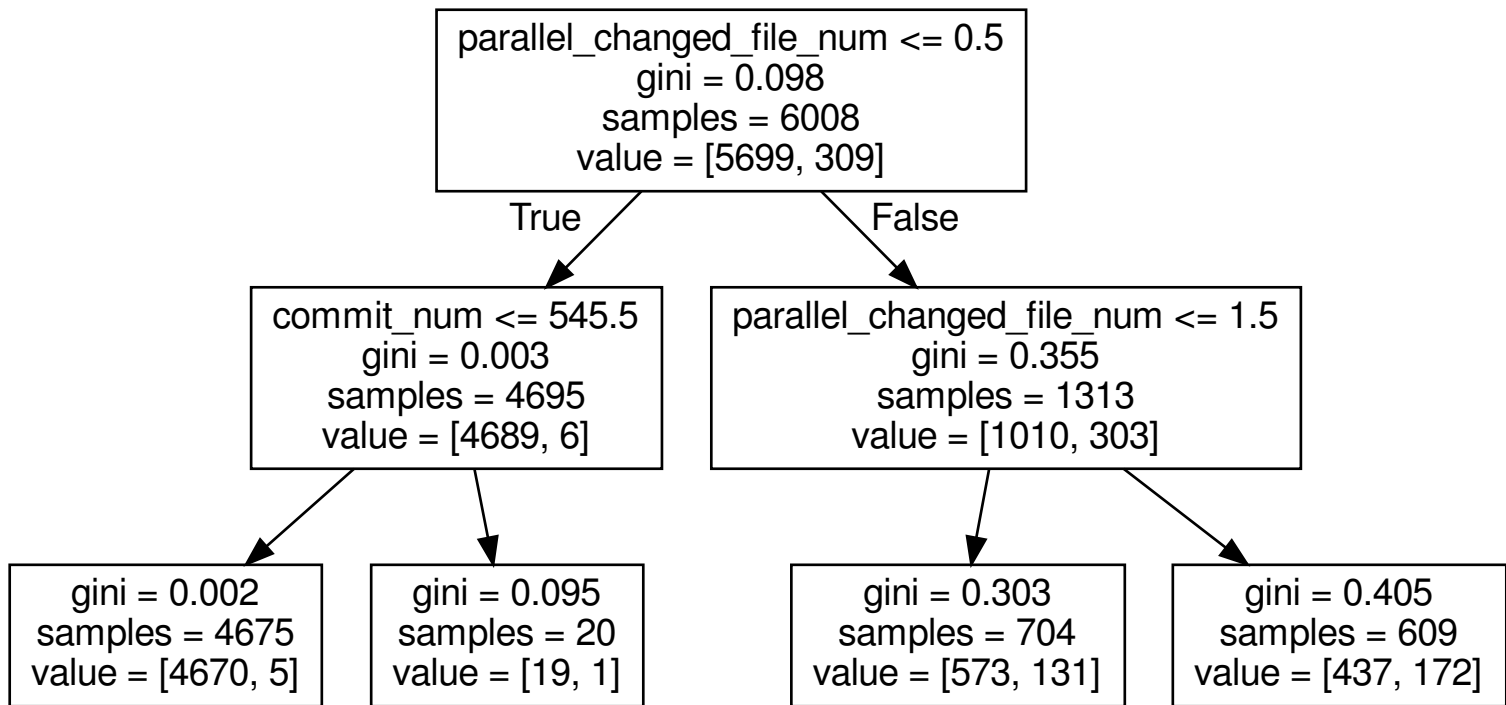 parallel_changed_file_num <= 0.5
gini = 0.098
samples = 6008
value = [5699, 309]
True
False
commit_num <= 545.5
gini = 0.003
samples = 4695
value = [4689, 6]
parallel_changed_file_num <= 1.5
gini = 0.355
samples = 1313
value = [1010, 303]
gini = 0.002
samples = 4675
value = [4670, 5]
gini = 0.095
samples = 20
value = [19, 1]
gini = 0.303
samples = 704
value = [573, 131]
gini = 0.405
samples = 609
value = [437, 172]